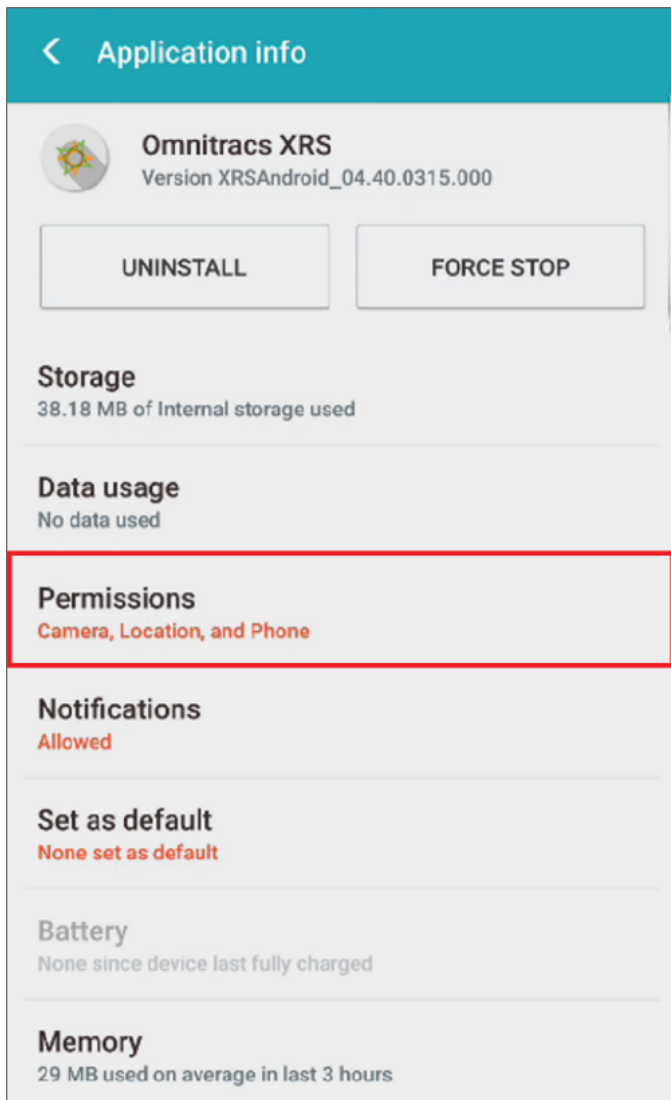 Application info
Omnitracs XRS
Version XRSAndroid_04.40.0315.000
UNINSTALL
FORCE STOP
Storage
38.18 MB of Internal storage used
Data usage
No data used
Permissions
Camera, Location, and Phone
Notifications
Allowed
Set as default
None set as default
Battery
None since device last fully charged
Memory
29 MB used on average in last 3 hours